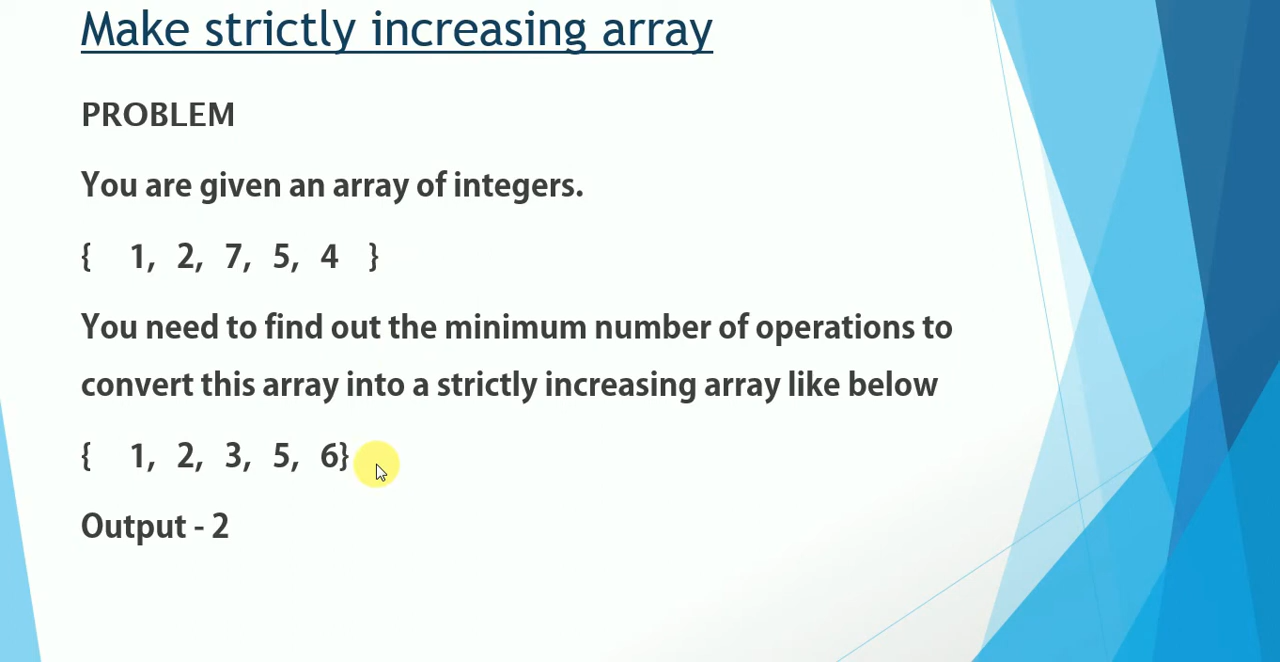 Make strictly increasing array
PROBLEM
You are given an array of integers.
{ 1, 2, 7, 5, 4 }
You need to find out the minimum number of operations to
convert this array into a strictly increasing array like below
{ 1, 2, 3, 5, 6}
Output - 2